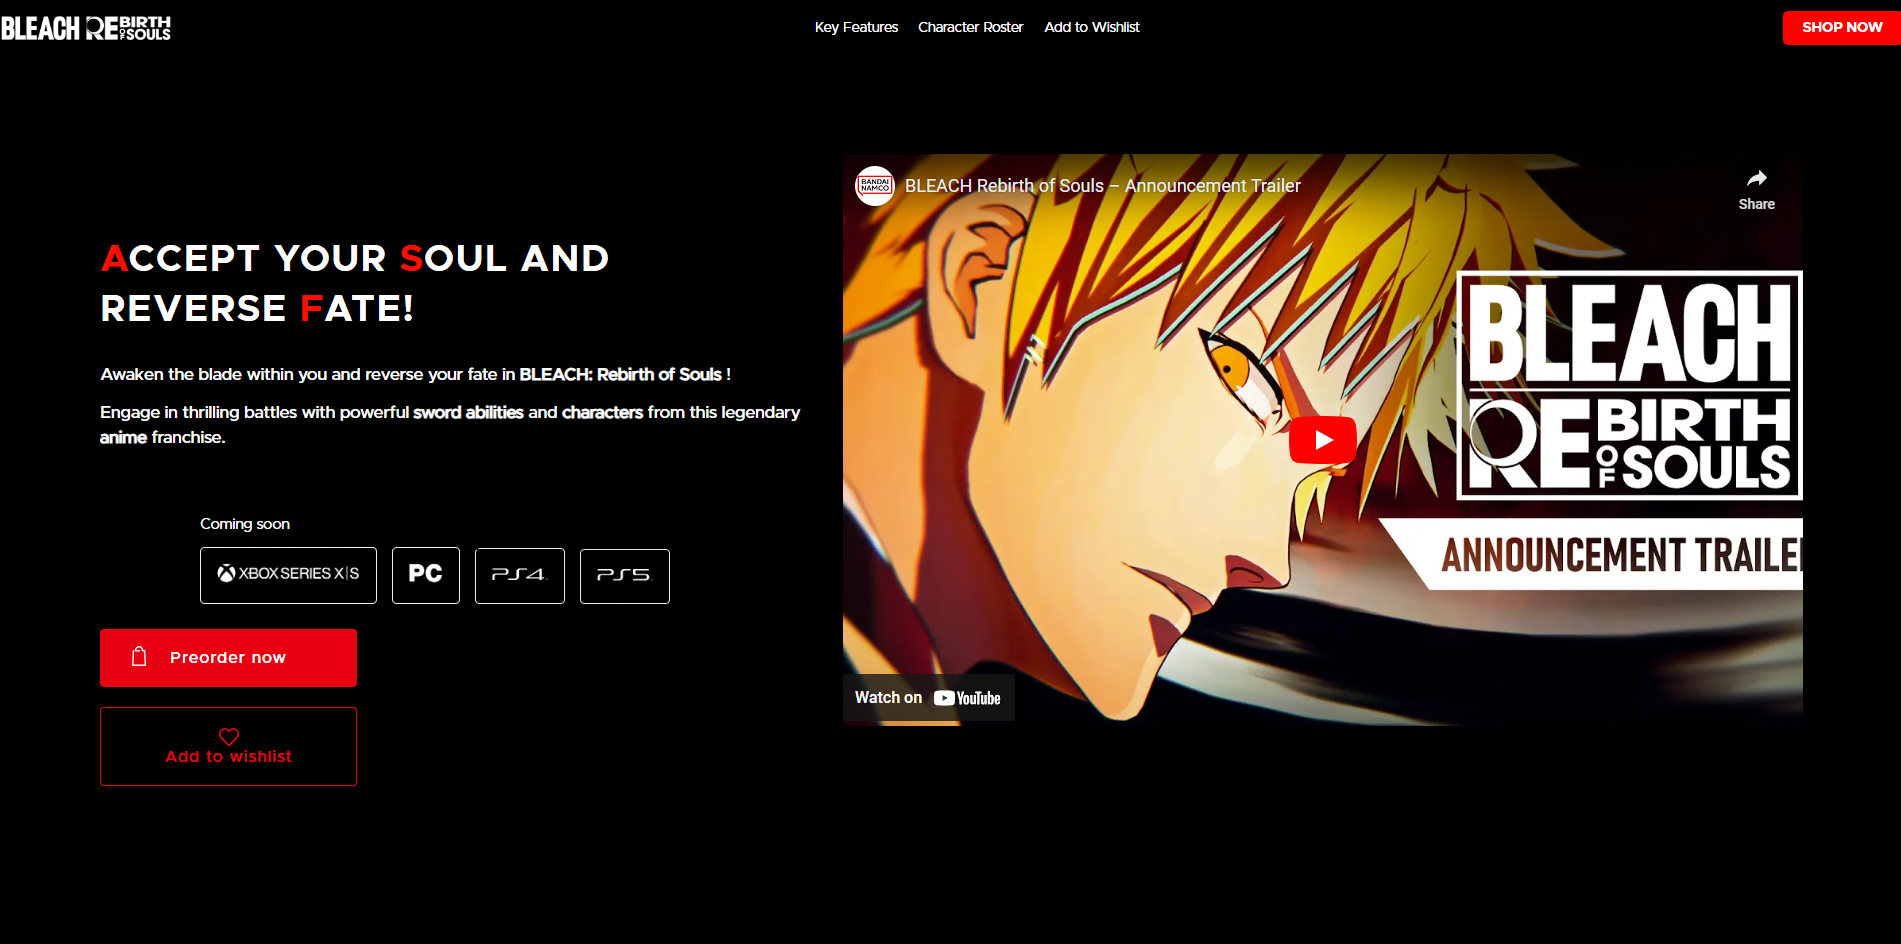 BLEACH REBIRTH OF SOULS
Key Features
Character Roster
Add to Wishlist
SHOP NOW
ACCEPT YOUR SOUL AND
REVERSE FATE!
Awaken the blade within you and reverse your fate in BLEACH: Rebirth of Souls !
Engage in thrilling battles with powerful sword abilities and characters from this legendary
anime franchise.
Coming soon
XBOX SERIES X|S
PC
PS4
PS5
Preorder now
Add to wishlist
BANDAI
NAMCO
BLEACH Rebirth of Souls – Announcement Trailer
Share
BLEACH
REBIRTH
OF SOULS
ANNOUNCEMENT TRAILE
Watch on YouTube